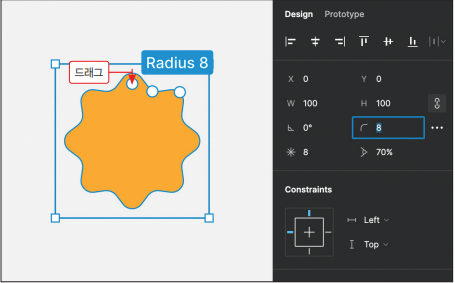 Design Prototype
드래그
Radius 8
X 0 Y 0
W 100 H 100
0° 8
8 70%
Constraints
Left
Top